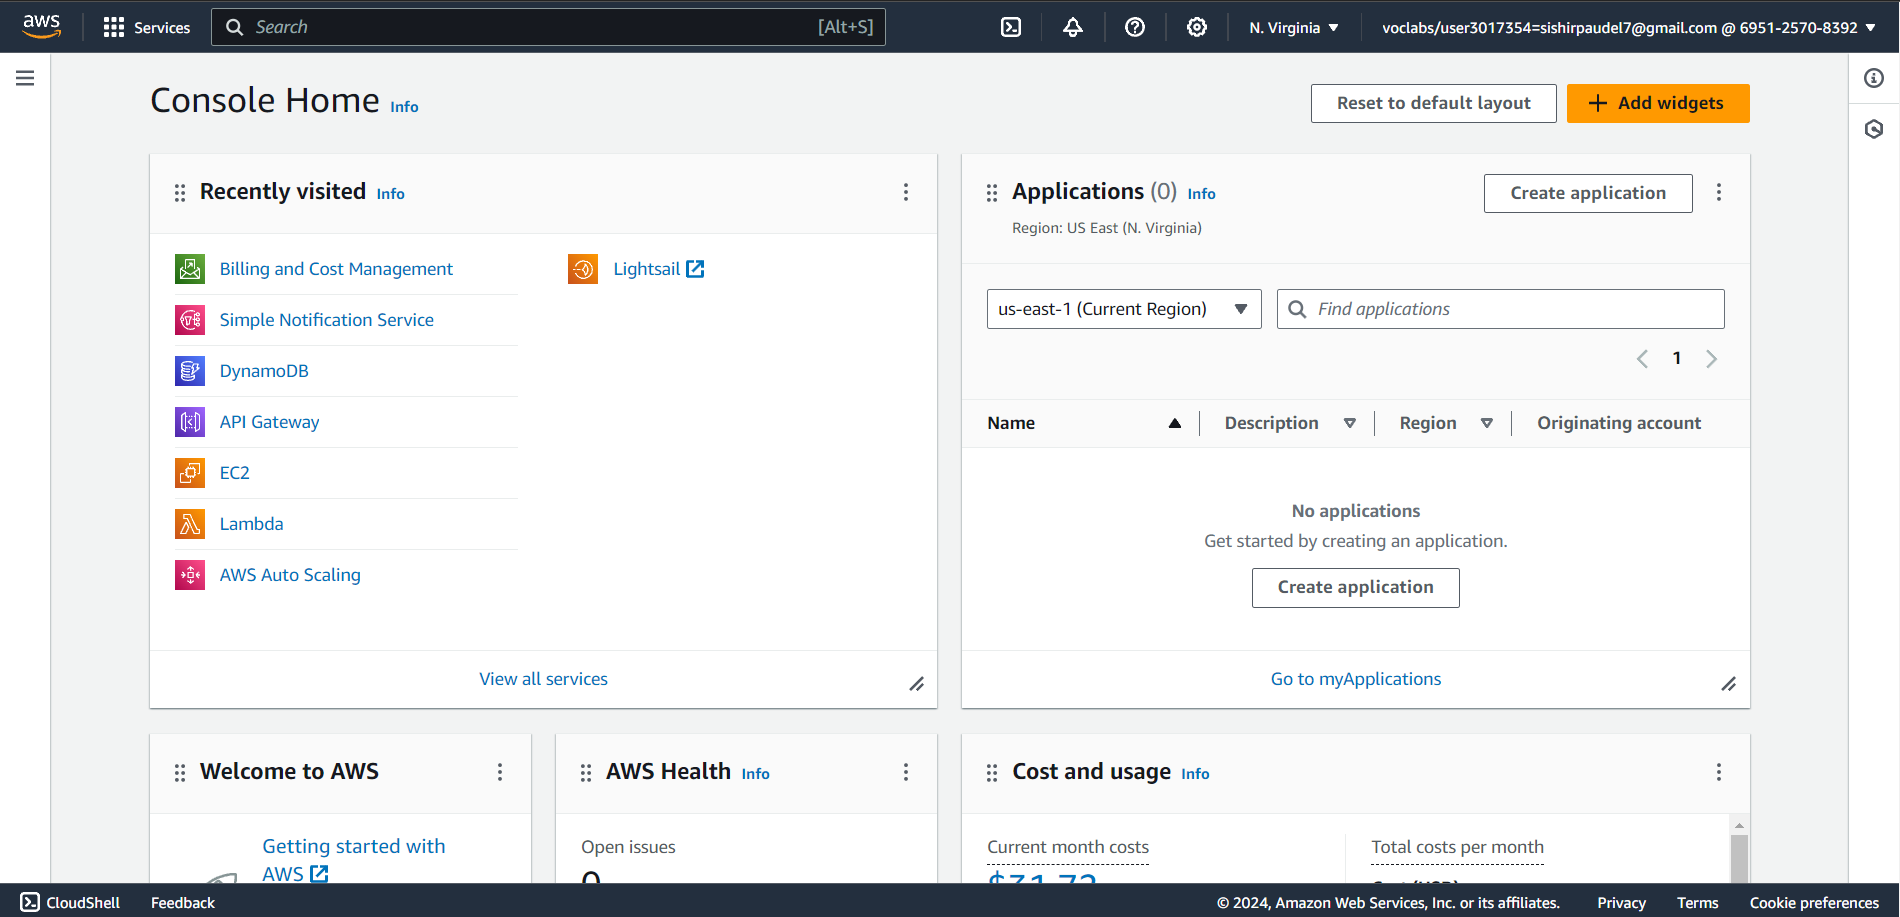 aws
Services
Search
[Alt+S]
N. Virginia
voclabs/user3017354=sishirpaudel7@gmail.com @ 6951-2570-8392
Console Home Info
Reset to default layout
Add widgets
Recently visited Info
Billing and Cost Management
Simple Notification Service
DynamoDB
API Gateway
EC2
Lambda
AWS Auto Scaling
Lightsail
View all services
Applications (0) Info
Region: US East (N. Virginia)
Create application
us-east-1 (Current Region)
Find applications
1
Name
Description
Region
Originating account
No applications
Get started by creating an application.
Create application
Go to myApplications
Welcome to AWS
Getting started with
AWS
AWS Health Info
Open issues
0
Cost and usage Info
Current month costs
$31.72
Total costs per month
CloudShell
Feedback
© 2024, Amazon Web Services, Inc. or its affiliates.
Privacy
Terms
Cookie preferences